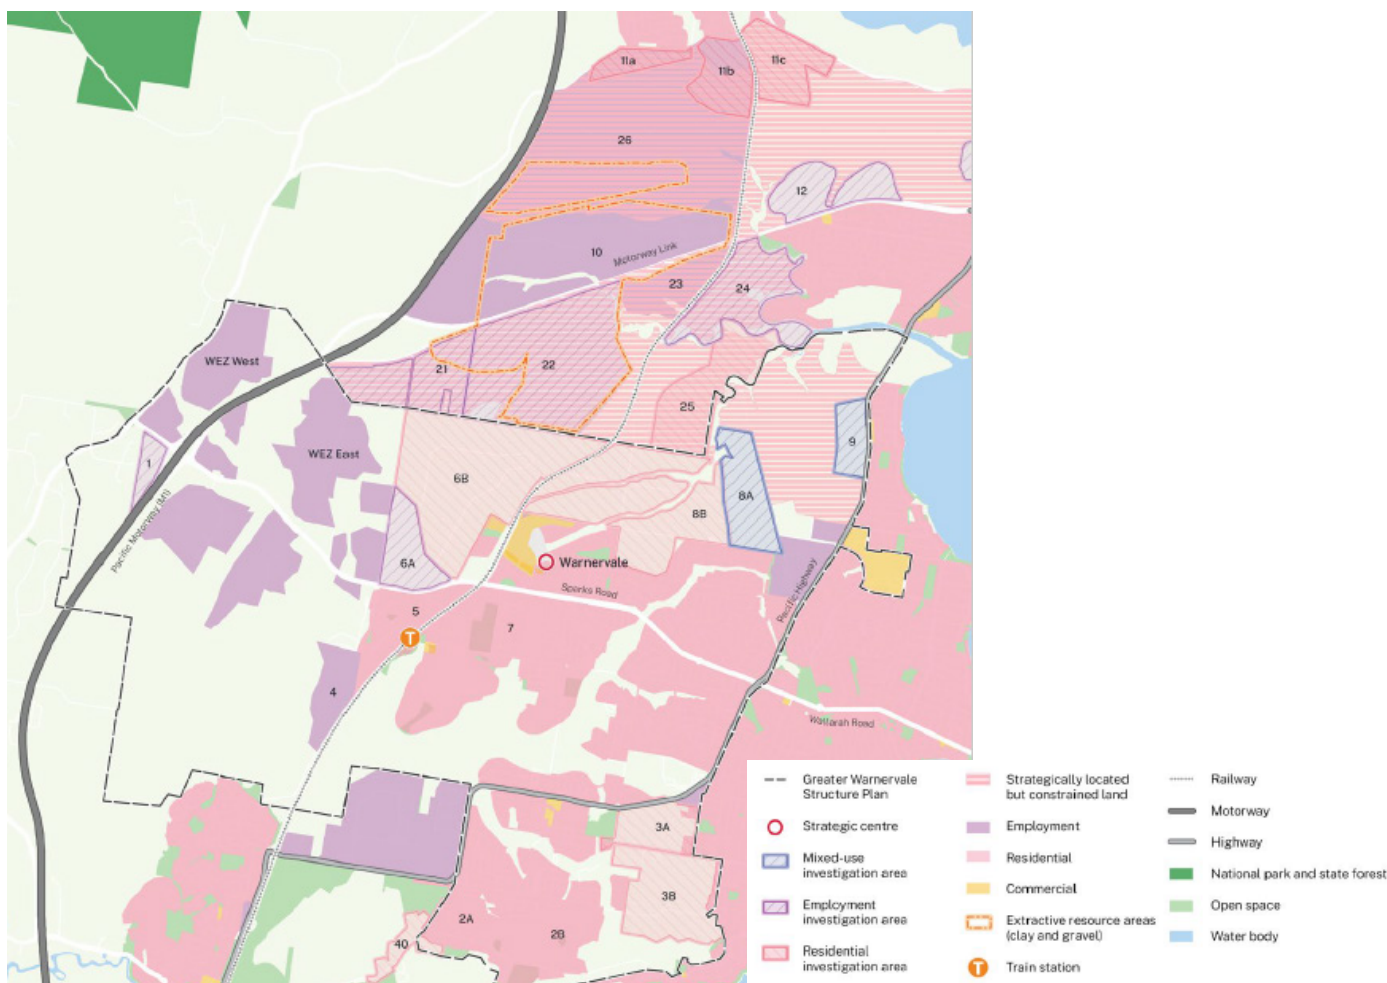 11a
11b
11c
26
12
10
Motorway Link
23
24
WEZ West
21
22
25
9
1
WEZ East
6B
8A
8B
Pacific Motorway (M1)
6A
Warnervale
Sparks Road
Pacific Highway
5
7
T
4
Wallarah Road
3A
3B
2A
2B
40
Greater Warnervale
Structure Plan
Strategic centre
Mixed-use
investigation area
Employment
investigation area
Residential
investigation area
Strategically located
but constrained land
Employment
Residential
Commercial
Extractive resource areas
(clay and gravel)
T
Train station
Railway
Motorway
Highway
National park and state forest
Open space
Water body